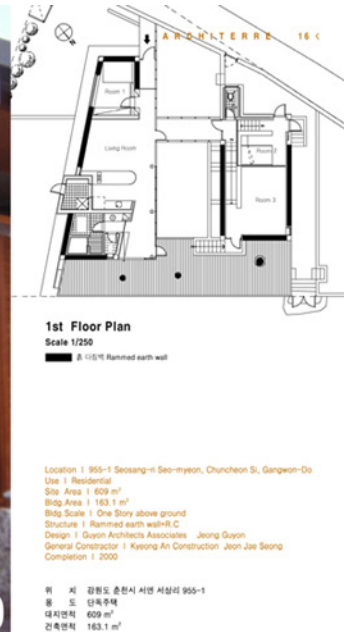 ARCHITERRE 16 <
Room 1
Living Room
Room 2
Room 3
1st Floor Plan
Scale 1/250
흙 다짐벽 Rammed earth wall
Location I 955-1 Seosang-ri Seo-myeon, Chuncheon Si, Gangwon-Do
Use I Residential
Site Area I 609 m²
Bldg.Area I 163.1 m²
Bldg.Scale I One Story above ground
Structure I Rammed earth wall+R.C
Design I Guyon Architects Associates Jeong Guyon
General Constractor I Kyeong An Construction Jeon Jae Seong
Completion I 2000
위 치 강원도 춘천시 서면 서상리 955-1
용 도 단독주택
대지면적 609 m²
건축면적 163.1 m²